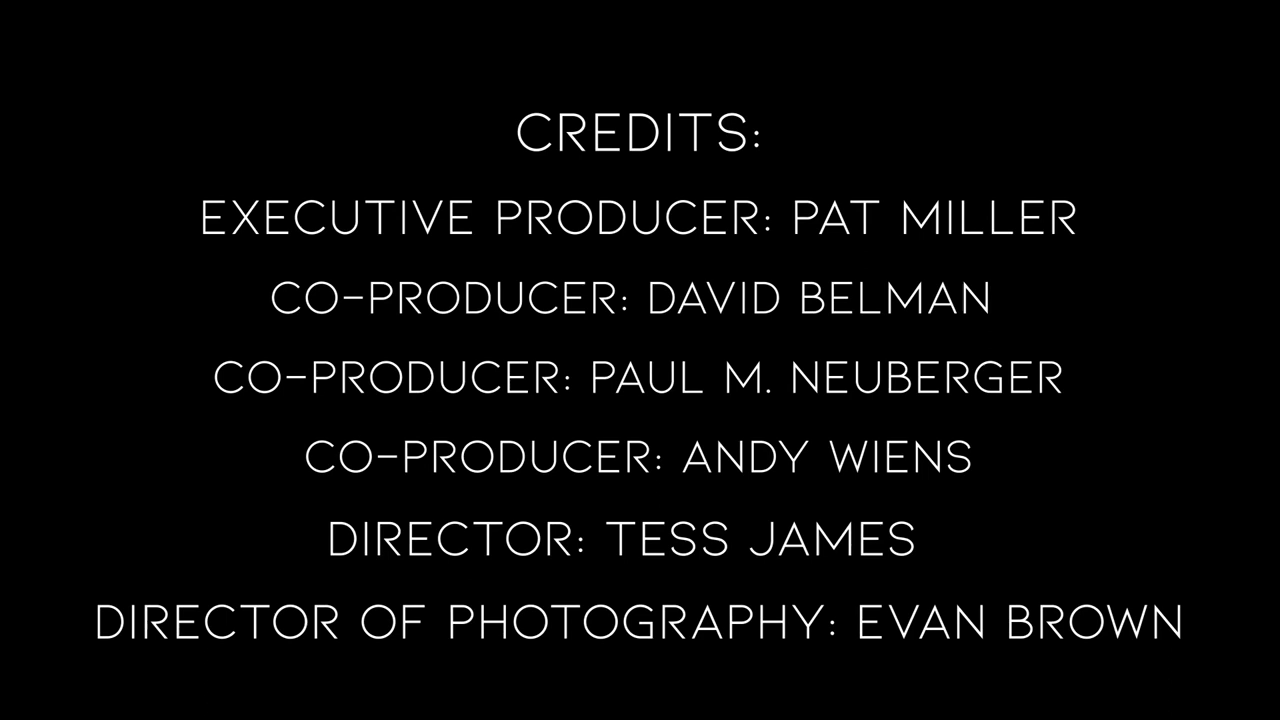 CREDITS:
EXECUTIVE PRODUCER: PAT MILLER
CO-PRODUCER: DAVID BELMAN
CO-PRODUCER: PAUL M. NEUBERGER
CO-PRODUCER: ANDY WIENS
DIRECTOR: TESS JAMES
DIRECTOR OF PHOTOGRAPHY: EVAN BROWN